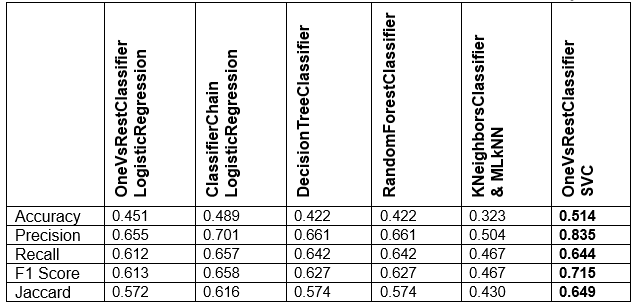 OneVsRestClassifier
LogisticRegression
ClassifierChain
LogisticRegression
DecisionTreeClassifier
RandomForestClassifier
KNeighborsClassifier
& MLkNN
OneVsRestClassifier
SVC
Accuracy 0.451 0.489 0.422 0.422 0.323 0.514
Precision 0.655 0.701 0.661 0.661 0.504 0.835
Recall 0.612 0.657 0.642 0.642 0.467 0.644
F1 Score 0.613 0.658 0.627 0.627 0.467 0.715
Jaccard 0.572 0.616 0.574 0.574 0.430 0.649